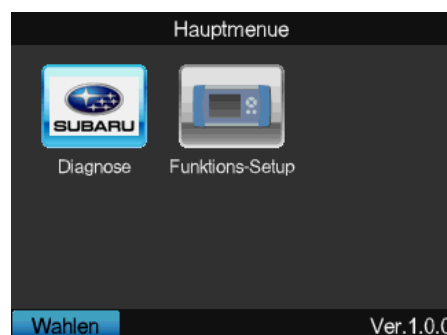 Hauptmenue
SUBARU
Diagnose
Funktions-Setup
Wahlen
Ver.1.0.0